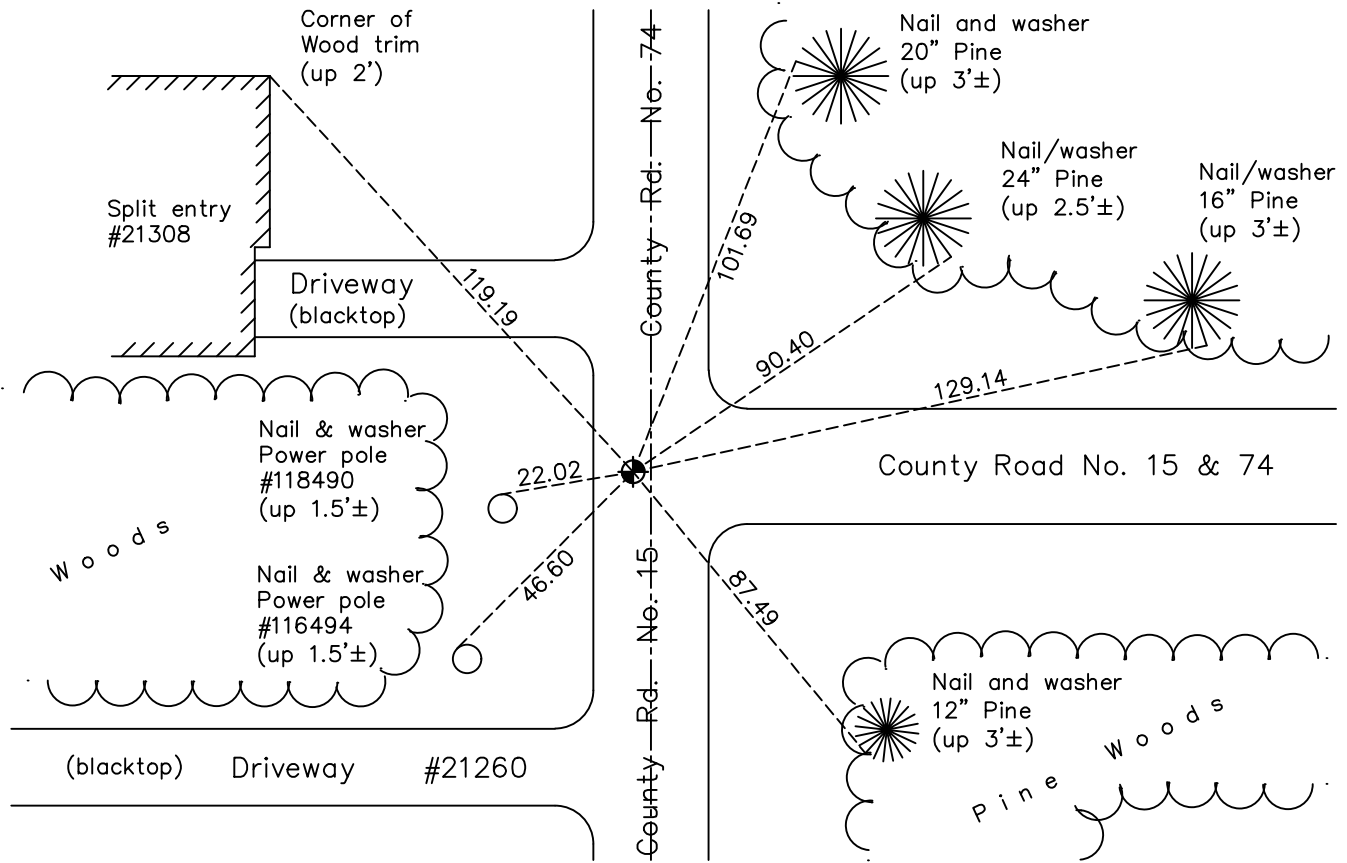 Corner of
Wood trim
(up 2')
County Rd. No. 74
Nail and washer
20" Pine
(up 3'±)
Nail/washer
24" Pine
(up 2.5'±)
Nail/washer
16" Pine
(up 3'±)
Split entry
#21308
Driveway
(blacktop)
119.19
101.69
90.40
129.14
Nail & washer
Power pole
#118490
(up 1.5'±)
22.02
County Road No. 15 & 74
Woods
Nail & washer
Power pole
#116494
(up 1.5'±)
46.60
87.49
County Rd. No. 15
Nail and washer
12" Pine
(up 3'±)
Pine Woods
(blacktop) Driveway #21260